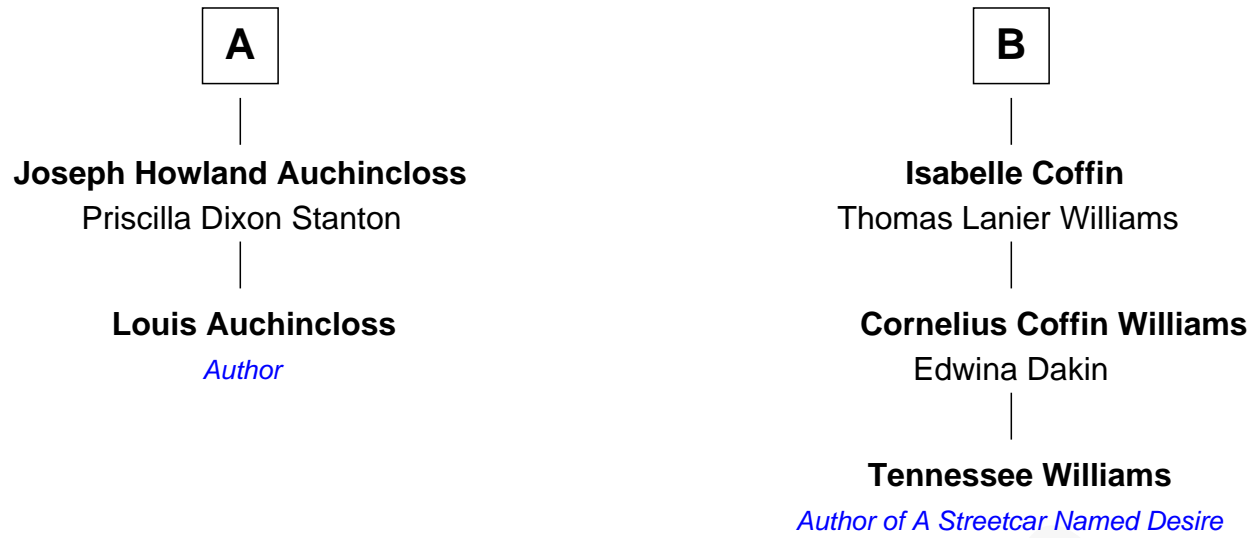 A
Joseph Howland Auchincloss
Priscilla Dixon Stanton
Louis Auchincloss
Author
B
Isabelle Coffin
Thomas Lanier Williams
Cornelius Coffin Williams
Edwina Dakin
Tennessee Williams
Author of A Streetcar Named Desire